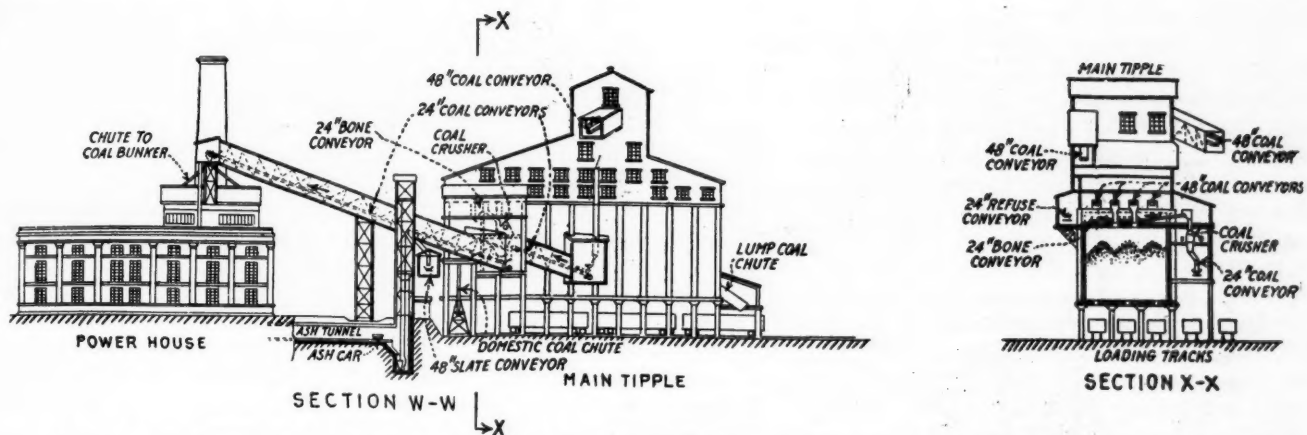 X
48" COAL CONVEYOR
24" COAL CONVEYORS
24" BONE
CONVEYOR
COAL
CRUSHER
CHUTE TO
COAL BUNKER
LUMP COAL
CHUTE
POWER HOUSE
ASH TUNNEL
ASH CAR
48" SLATE CONVEYOR
DOMESTIC COAL CHUTE
MAIN TIPPLE
SECTION W-W
X
MAIN TIPPLE
48" COAL
CONVEYOR
48" COAL
CONVEYOR
48" COAL CONVEYORS
24" REFUSE
CONVEYOR
24" BONE
CONVEYOR
COAL
CRUSHER
24" COAL
CONVEYOR
LOADING TRACKS
SECTION X-X